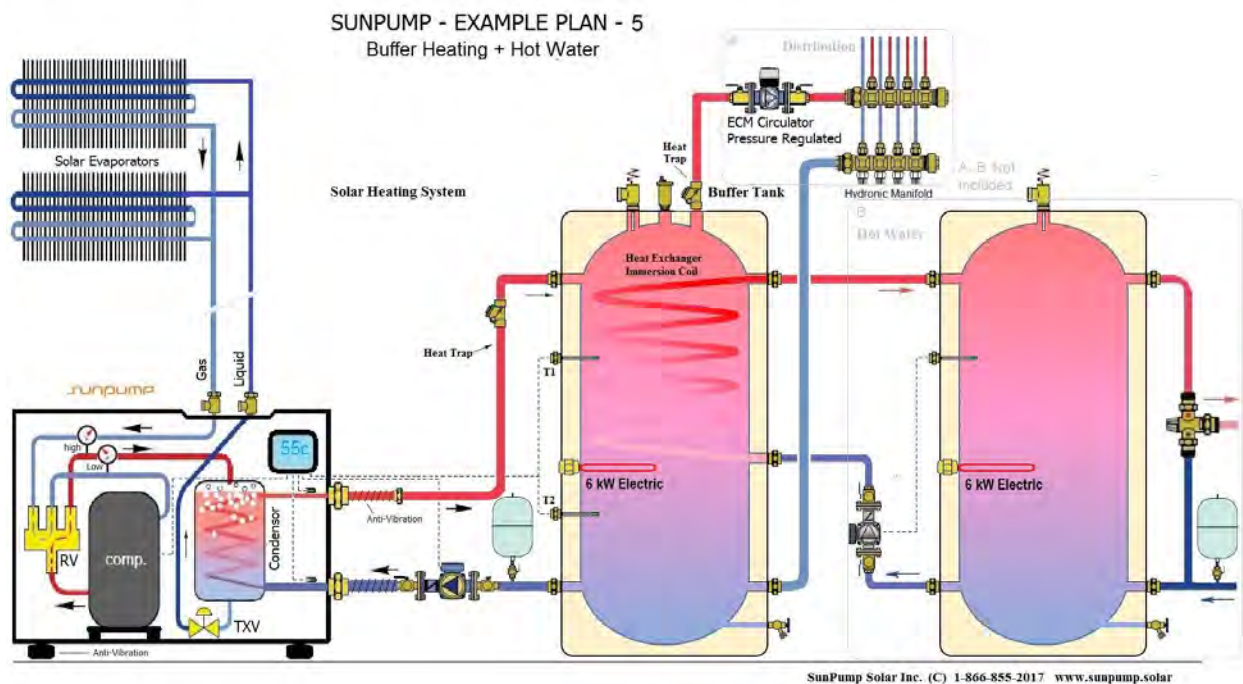 SUNPUMP - EXAMPLE PLAN - 5
Buffer Heating + Hot Water
Distribution
ECM Circulator
Pressure Regulated
Solar Evaporators
Heat
Trap
Solar Heating System
Buffer Tank
Hydronic Manifold
A, B Not
Included
B
Hot Water
Heat Exchanger
Immersion Coil
Heat Trap
Gas
Liquid
T1
sunpump
high
Low
55c
6 kW Electric
6 kW Electric
T2
Anti-Vibration
Condensor
RV
comp.
TXV
Anti-Vibration
SunPump Solar Inc. (C) 1-866-855-2017 www.sunpump.solar